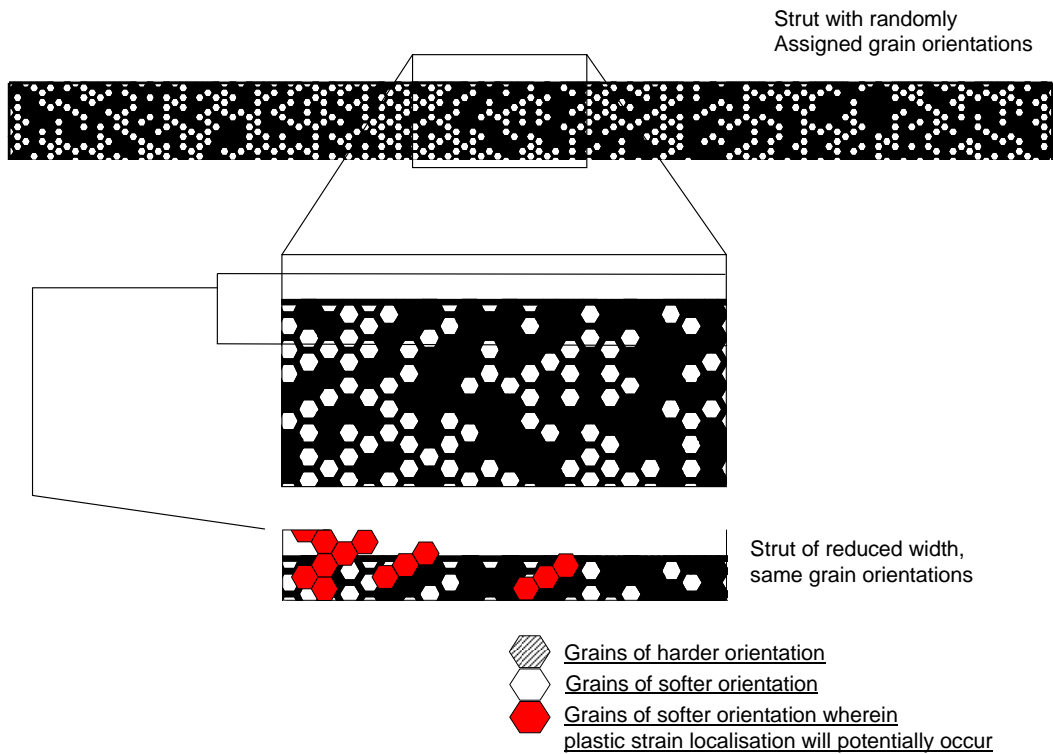 Strut with randomly
Assigned grain orientations
Strut of reduced width,
same grain orientations
Grains of harder orientation
Grains of softer orientation
Grains of softer orientation wherein
plastic strain localisation will potentially occur